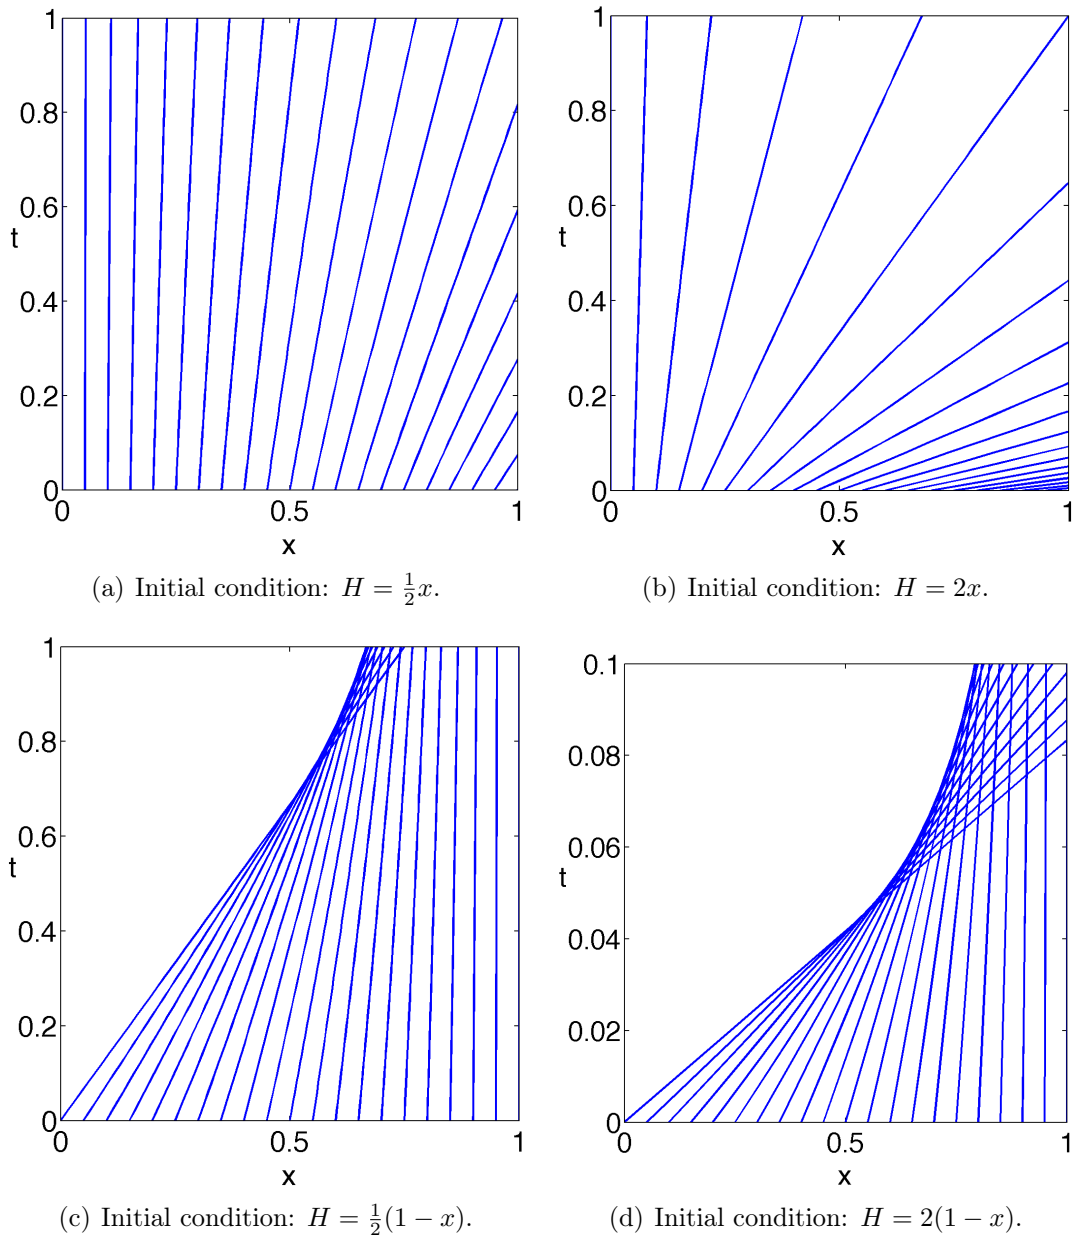 1
0.8
0.6
t
0.4
0.2
0
0 0.5 1
x
(a) Initial condition: $H = \frac{1}{2}x$.
1
0.8
0.6
t
0.4
0.2
0
0.5 1
x
(b) Initial condition: $H = 2x$.
1
0.8
0.6
t
0.4
0.2
0
0 0.5 1
x
(c) Initial condition: $H = \frac{1}{2}(1 - x)$.
0.1
0.08
0.06
t
0.04
0.02
0
0 0.5 1
x
(d) Initial condition: $H = 2(1 - x)$.